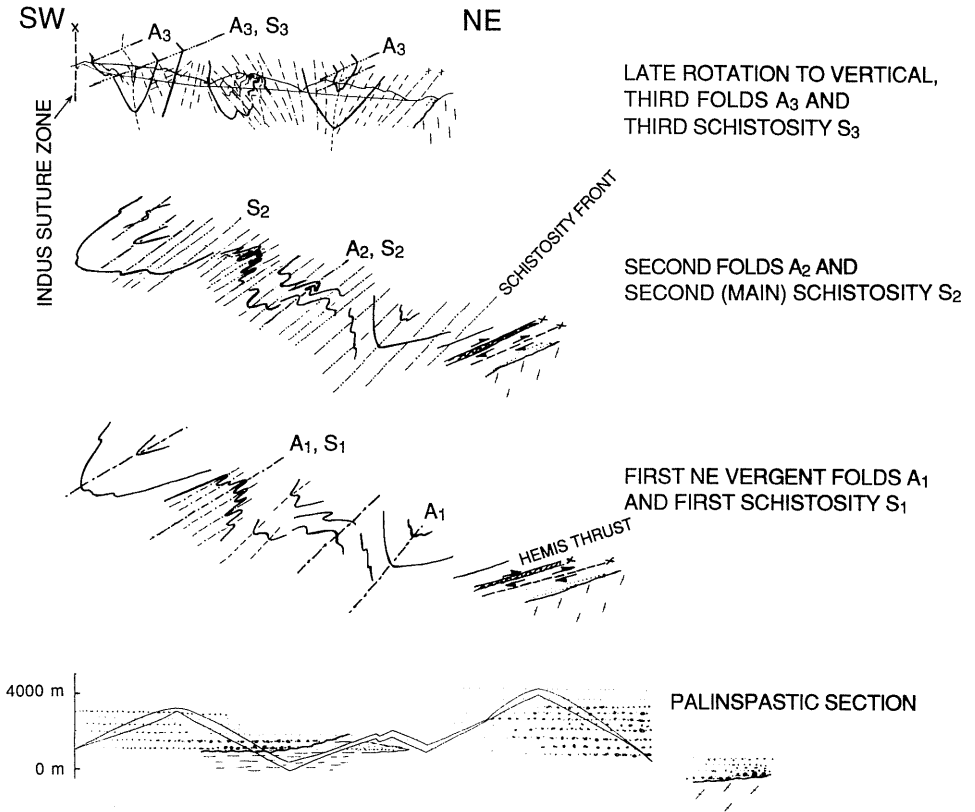 SW
NE
A3
A3, S3
A3
LATE ROTATION TO VERTICAL,
THIRD FOLDS A3 AND
THIRD SCHISTOSITY S3
INDUS SUTURE ZONE
S2
A2, S2
SCHISTOSITY FRONT
SECOND FOLDS A2 AND
SECOND (MAIN) SCHISTOSITY S2
A1, S1
A1
HEMIS THRUST
FIRST NE VERGENT FOLDS A1
AND FIRST SCHISTOSITY S1
4000 m
0 m
PALINSPASTIC SECTION